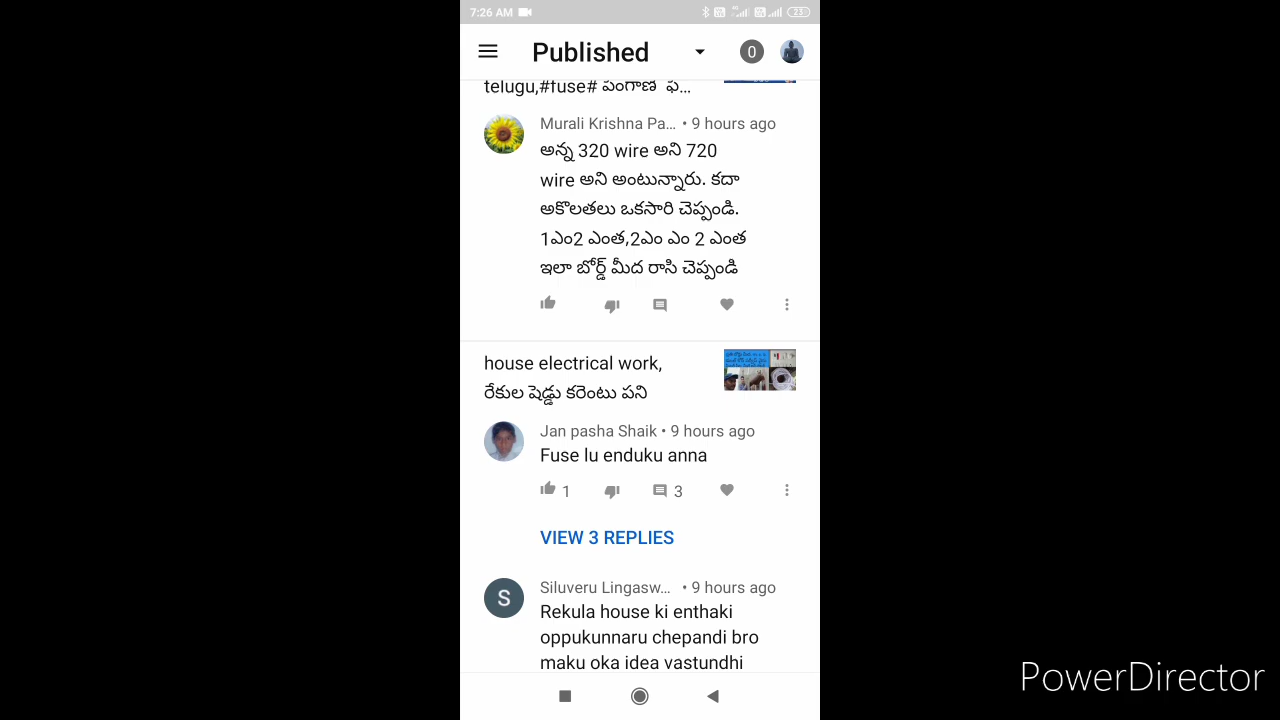 7:26 AM
23
Published
0
telugu,#fuse# పంగాణి ఫ...
Murali Krishna Pa... • 9 hours ago
అన్న 320 wire అని 720
wire అని అంటున్నారు. కదా
అకొలతలు ఒకసారి చెప్పండి.
1ఎం2 ఎంత,2ఎం ఎం 2 ఎంత
ఇలా బోర్డ్ మీద రాసి చెప్పండి
house electrical work,
రేకుల షెడ్డు కరెంటు పని
Jan pasha Shaik • 9 hours ago
Fuse lu enduku anna
1
3
VIEW 3 REPLIES
S
Siluveru Lingasw... • 9 hours ago
Rekula house ki enthaki
oppukunnaru chepandi bro
maku oka idea vastundhi
PowerDirector